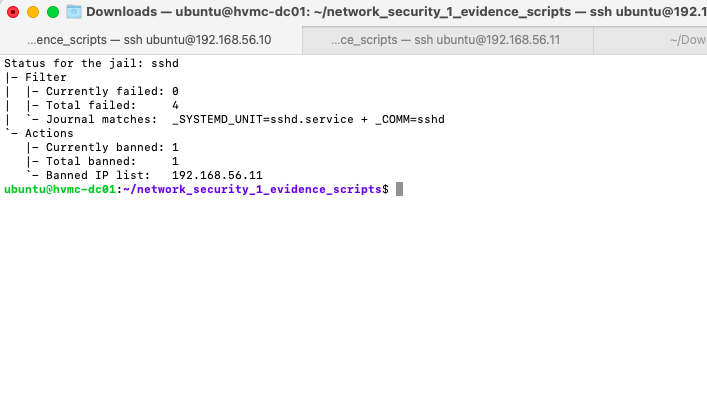 Downloads — ubuntu@hvmc-dc01: ~/network_security_1_evidence_scripts — ssh ubuntu@192.1
...ence_scripts — ssh ubuntu@192.168.56.10
...ce_scripts — ssh ubuntu@192.168.56.11
~/Dow
Status for the jail: sshd
|- Filter
|  |- Currently failed: 0
|  |- Total failed:     4
|  `- Journal matches:  _SYSTEMD_UNIT=sshd.service + _COMM=sshd
`- Actions
   |- Currently banned: 1
   |- Total banned:     1
   `- Banned IP list:   192.168.56.11
ubuntu@hvmc-dc01:~/network_security_1_evidence_scripts$